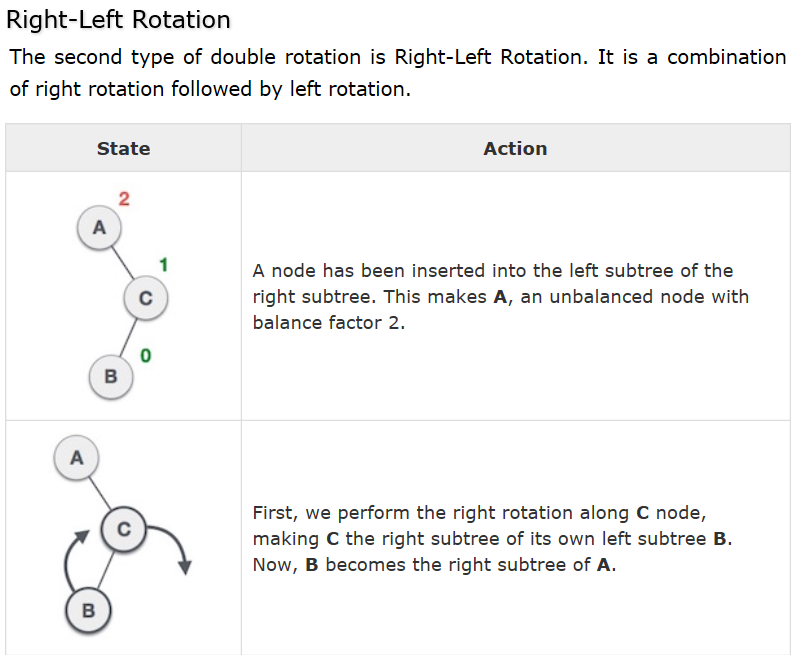 Right-Left Rotation
The second type of double rotation is Right-Left Rotation. It is a combination
of right rotation followed by left rotation.
State
Action
2
A
1
C
0
B
A node has been inserted into the left subtree of the
right subtree. This makes A, an unbalanced node with
balance factor 2.
A
C
B
First, we perform the right rotation along C node,
making C the right subtree of its own left subtree B.
Now, B becomes the right subtree of A.